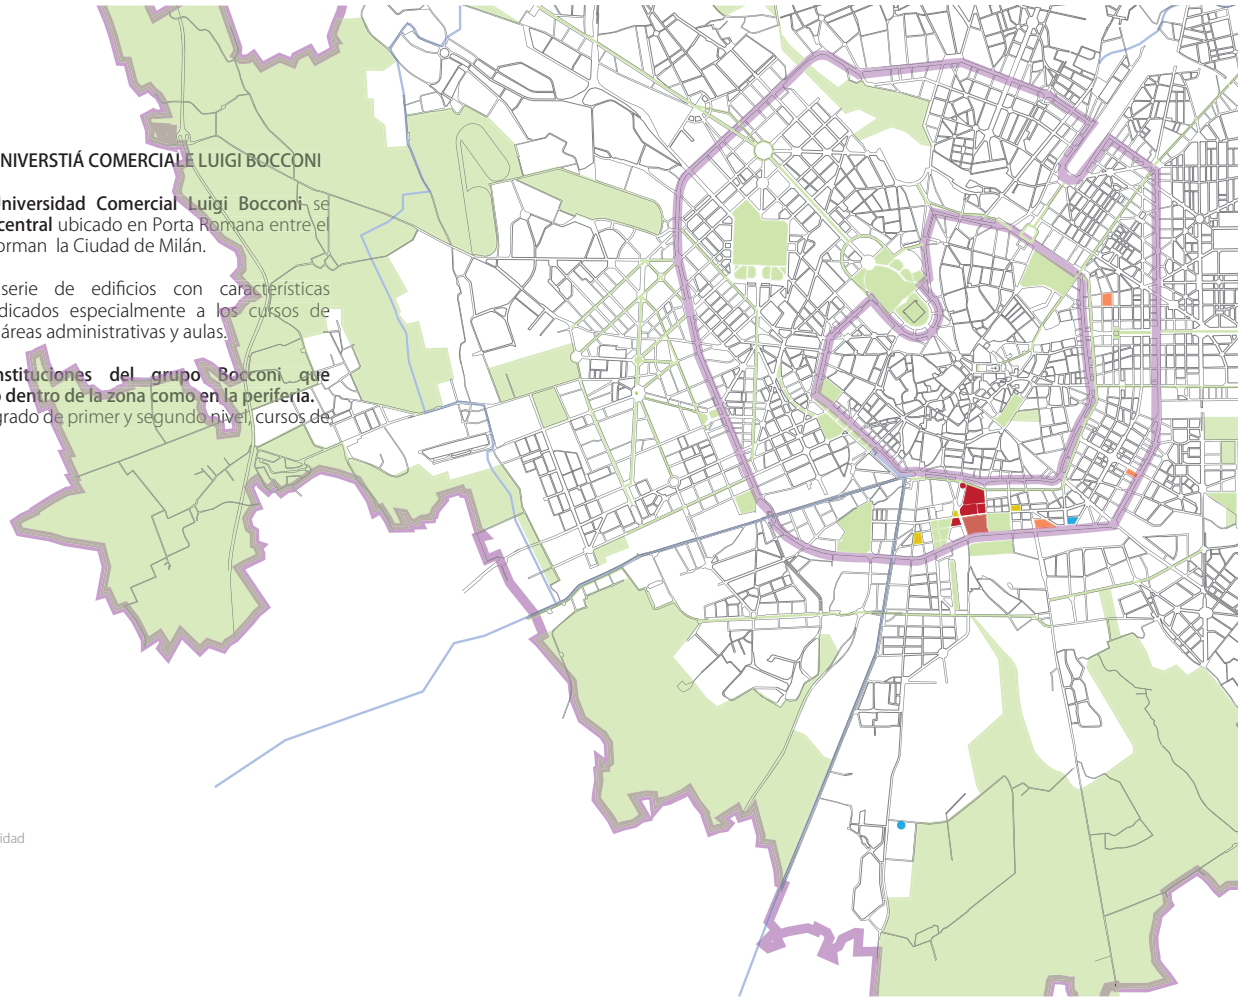 NIVERSTIÁ COMERCIALE LUIGI BOCCONI
Universidad Comercial Luigi Bocconi se
central ubicado en Porta Romana entre el
orman la Ciudad de Milán.
serie de edificios con características
dicados especialmente a los cursos de
áreas administrativas y aulas.
nstituciones del grupo Bocconi que
o dentro de la zona como en la periferia.
grado de primer y segundo nivel, cursos de
idad